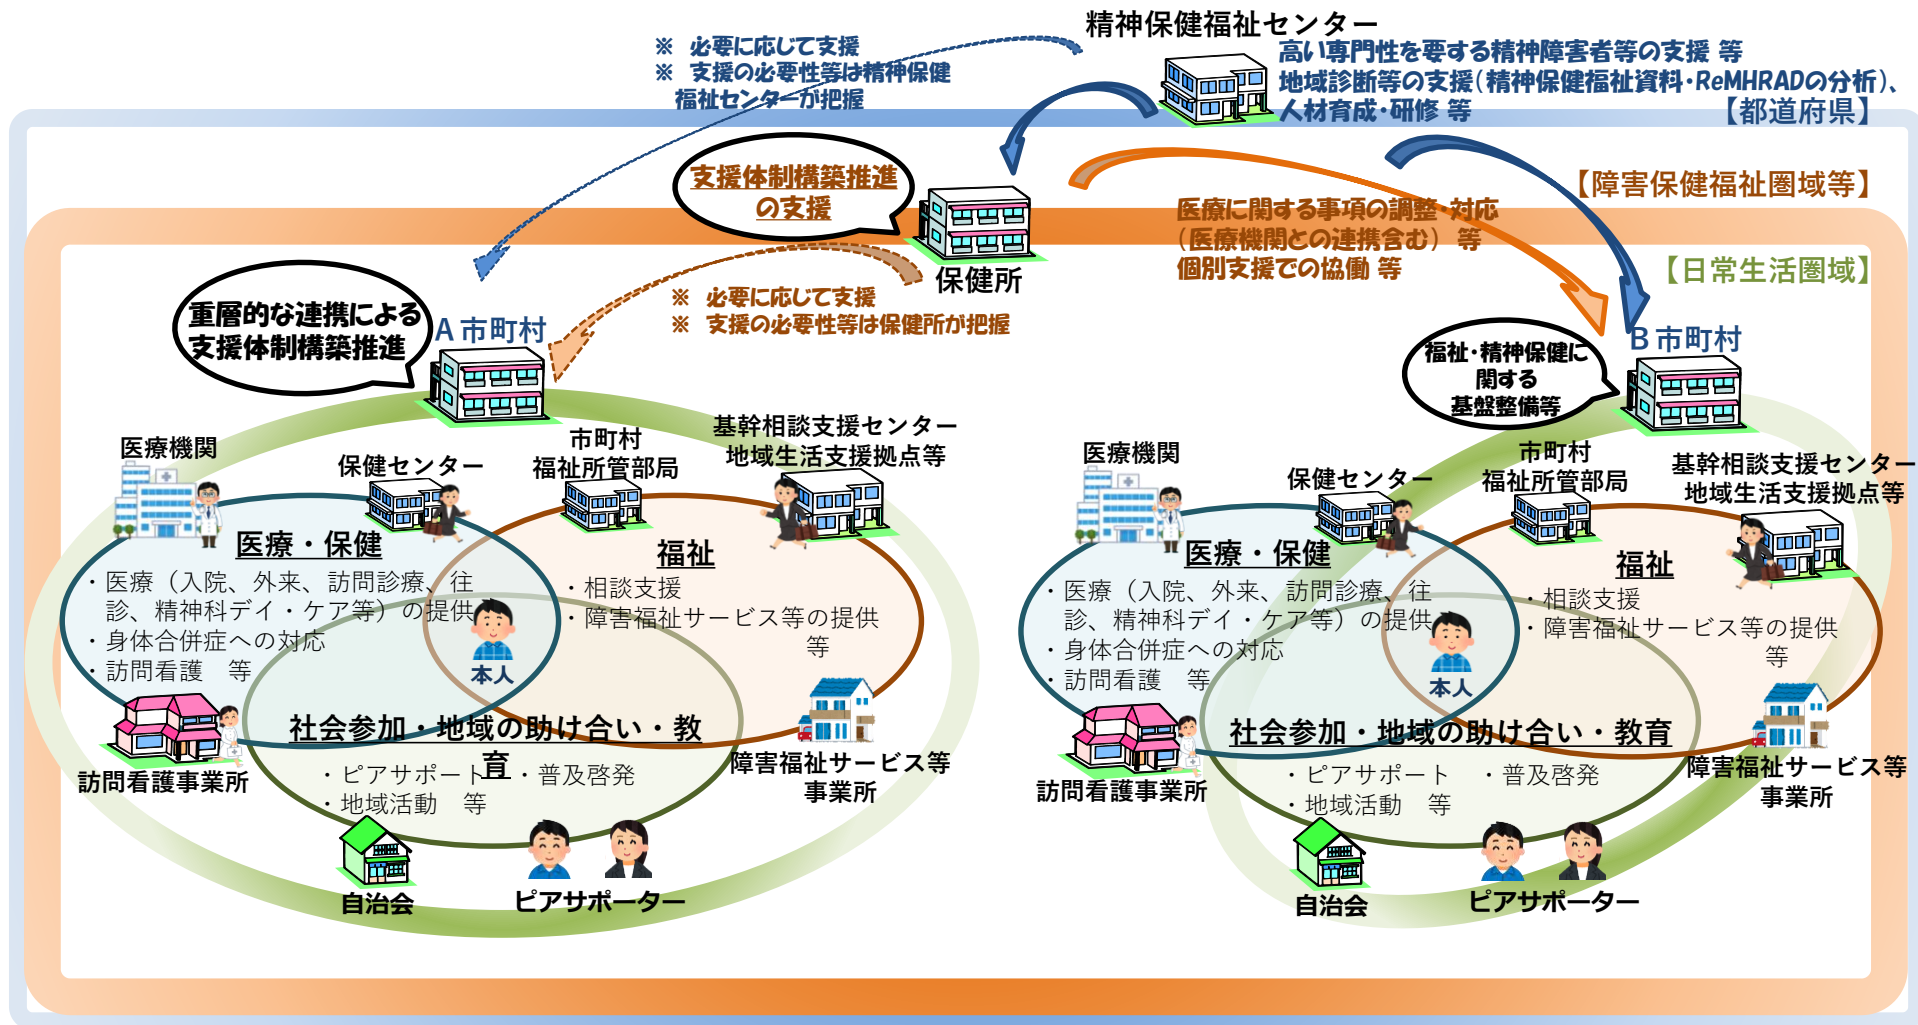 精神保健福祉センター
※ 必要に応じて支援
※ 支援の必要性等は精神保健
福祉センターが把握
高い専門性を要する精神障害者等の支援 等
地域診断等の支援（精神保健福祉資料・ReMHRADの分析）、
人材育成・研修 等
【都道府県】
支援体制構築推進
の支援
【障害保健福祉圏域等】
医療に関する事項の調整・対応
（医療機関との連携含む） 等
個別支援での協働 等
保健所
【日常生活圏域】
※ 必要に応じて支援
※ 支援の必要性等は保健所が把握
重層的な連携による
支援体制構築推進
A市町村
福祉・精神保健に
関する
基盤整備等
B市町村
医療機関
保健センター
市町村
福祉所管部局
基幹相談支援センター
地域生活支援拠点等
医療・保健
・医療（入院、外来、訪問診療、往
診、精神科デイ・ケア等）の提供
・身体合併症への対応
・訪問看護　等
福祉
・相談支援
・障害福祉サービス等の提供
等
本人
社会参加・地域の助け合い・教
育
・ピアサポート　・普及啓発
・地域活動　等
訪問看護事業所
障害福祉サービス等
事業所
自治会
ピアサポーター
医療機関
保健センター
市町村
福祉所管部局
基幹相談支援センター
地域生活支援拠点等
医療・保健
・医療（入院、外来、訪問診療、往
診、精神科デイ・ケア等）の提供
・身体合併症への対応
・訪問看護　等
福祉
・相談支援
・障害福祉サービス等の提供
等
本人
社会参加・地域の助け合い・教育
・ピアサポート　・普及啓発
・地域活動　等
訪問看護事業所
障害福祉サービス等
事業所
自治会
ピアサポーター